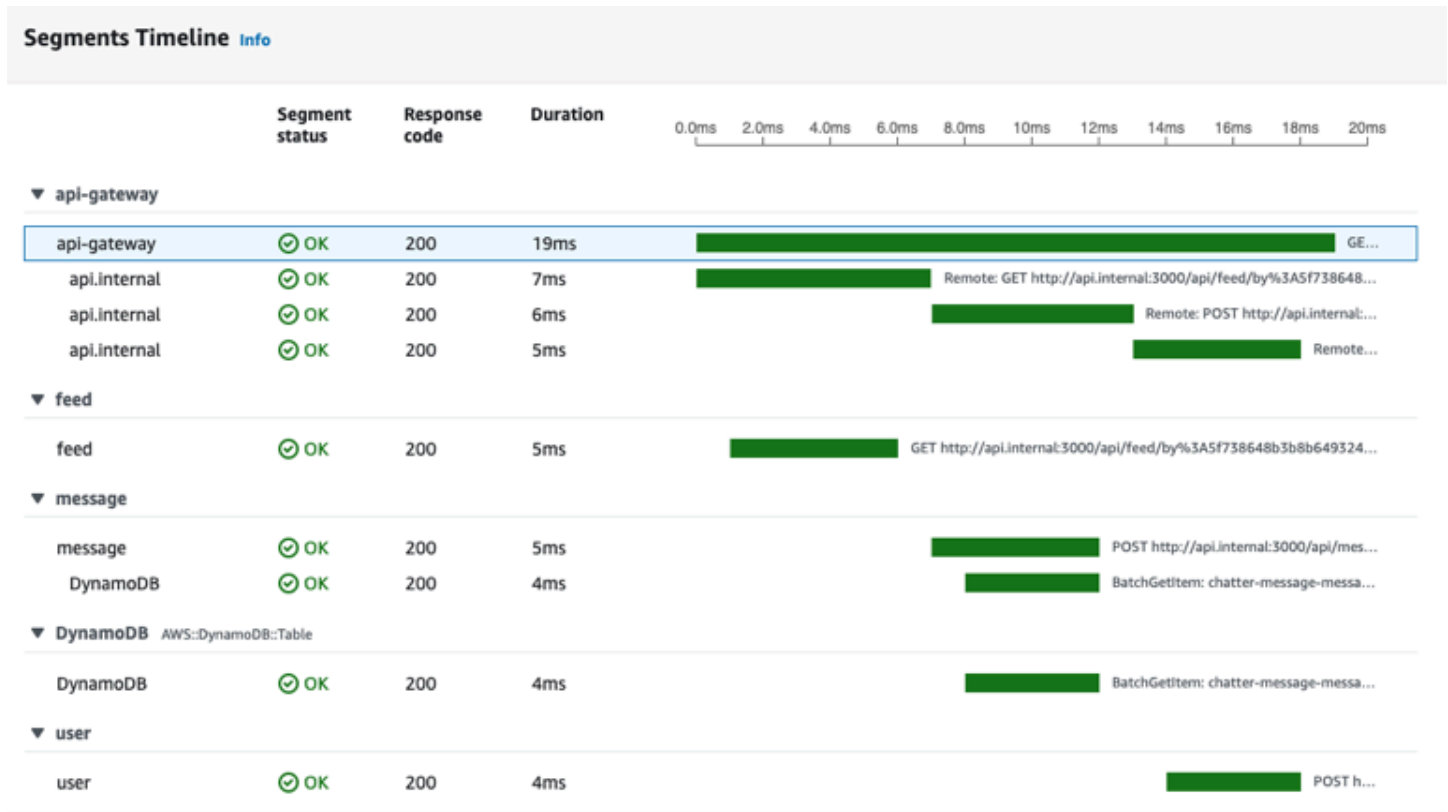 Segments Timeline Info
Segment status Response code Duration
0.0ms 2.0ms 4.0ms 6.0ms 8.0ms 10ms 12ms 14ms 16ms 18ms 20ms
▼ api-gateway
api-gateway OK 200 19ms GE...
api.internal OK 200 7ms Remote: GET http://api.internal:3000/api/feed/by%3A5f738648...
api.internal OK 200 6ms Remote: POST http://api.internal:...
api.internal OK 200 5ms Remote...
▼ feed
feed OK 200 5ms GET http://api.internal:3000/api/feed/by%3A5f738648b3b8b649324...
▼ message
message OK 200 5ms POST http://api.internal:3000/api/mes...
DynamoDB OK 200 4ms BatchGetItem: chatter-message-messa...
▼ DynamoDB AWS::DynamoDB::Table
DynamoDB OK 200 4ms BatchGetItem: chatter-message-messa...
▼ user
user OK 200 4ms POST h...